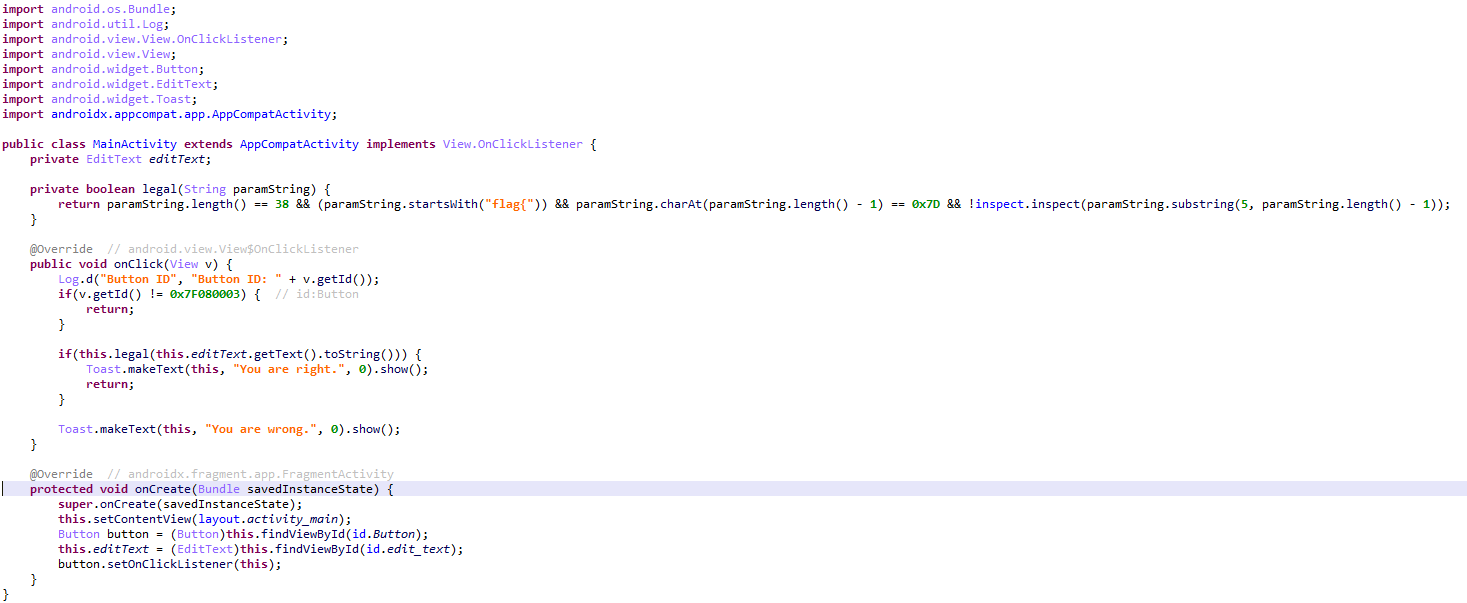 import android.os.Bundle;
import android.util.Log;
import android.view.View.OnClickListener;
import android.view.View;
import android.widget.Button;
import android.widget.EditText;
import android.widget.Toast;
import androidx.appcompat.app.AppCompatActivity;

public class MainActivity extends AppCompatActivity implements View.OnClickListener {
    private EditText editText;

    private boolean legal(String paramString) {
        return paramString.length() == 38 && (paramString.startsWith("flag{")) && paramString.charAt(paramString.length() - 1) == 0x7D && !inspect.inspect(paramString.substring(5, paramString.length() - 1));
    }

    @Override  // android.view.View$OnClickListener
    public void onClick(View v) {
        Log.d("Button ID", "Button ID: " + v.getId());
        if(v.getId() != 0x7F080003) {  // id:Button
            return;
        }

        if(this.legal(this.editText.getText().toString())) {
            Toast.makeText(this, "You are right.", 0).show();
            return;
        }

        Toast.makeText(this, "You are wrong.", 0).show();
    }

    @Override  // androidx.fragment.app.FragmentActivity
    protected void onCreate(Bundle savedInstanceState) {
        super.onCreate(savedInstanceState);
        this.setContentView(layout.activity_main);
        Button button = (Button)this.findViewById(id.Button);
        this.editText = (EditText)this.findViewById(id.edit_text);
        button.setOnClickListener(this);
    }
}